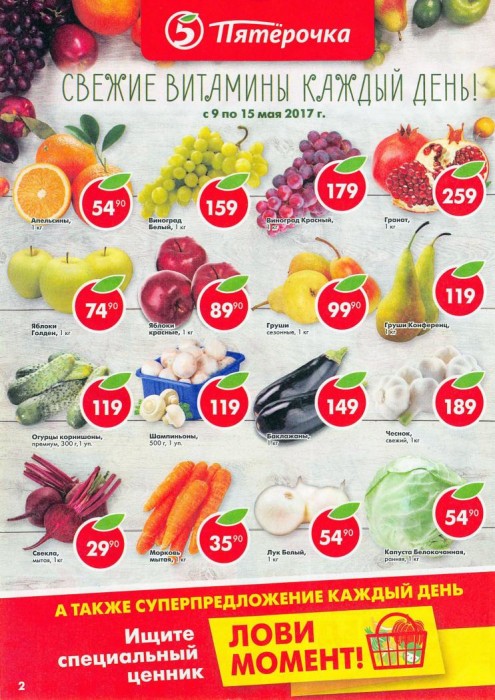 5 Пятёрочка
СВЕЖИЕ ВИТАМИНЫ КАЖДЫЙ ДЕНЬ!
с 9 по 15 мая 2017 г.
Апельсины,
1 кг
54 90
Виноград
Белый, 1 кг
159
Виноград Красный,
1 кг
179
Гранат,
1 кг
259
Яблоки
Голден, 1 кг
74 90
Яблоки
красные, 1 кг
89 90
Груши
сезонные, 1 кг
99 90
Груши Конференц,
1 кг
119
Огурцы корнишоны,
премиум, 300 г, 1 уп.
119
Шампиньоны,
500 г, 1 уп.
119
Баклажаны,
1 кг
149
Чеснок,
свежий, 1 кг
189
Свекла,
мытая, 1 кг
29 90
Морковь
мытая, 1 кг
35 90
Лук Белый,
1 кг
54 90
Капуста Белокочанная,
ранняя, 1 кг
54 90
А ТАКЖЕ СУПЕРПРЕДЛОЖЕНИЕ КАЖДЫЙ ДЕНЬ
Ищите
специальный
ценник
ЛОВИ
МОМЕНТ!
2